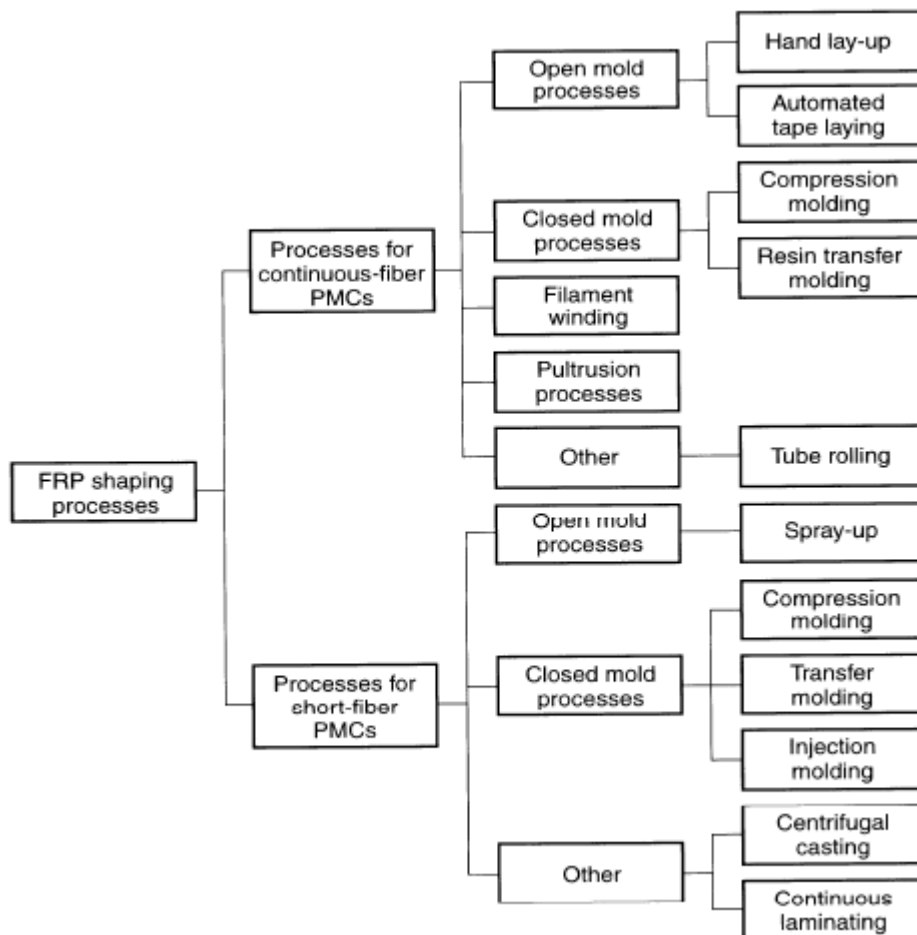 Hand lay-up
Open mold
processes
Automated
tape laying
Compression
molding
Closed mold
processes
Processes for
continuous-fiber
PMCs
Resin transfer
molding
Filament
winding
Pultrusion
processes
Other
Tube rolling
FRP shaping
processes
Open mold
processes
Spray-up
Compression
molding
Closed mold
processes
Processes for
short-fiber
PMCs
Transfer
molding
Injection
molding
Centrifugal
casting
Other
Continuous
laminating